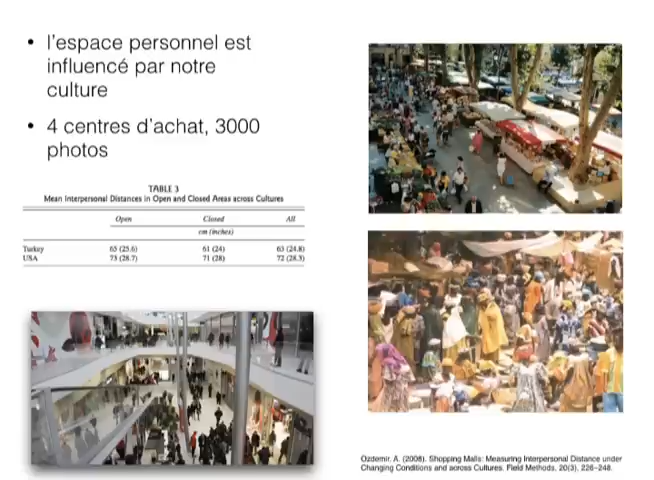 • l'espace personnel est
influencé par notre
culture
• 4 centres d'achat, 3000
photos
TABLE 3
Mean Interpersonal Distances in Open and Closed Areas across Cultures
Open Closed All
cm (inches)
Turkey 65 (25.6) 61 (24) 63 (24.8)
USA 73 (28.7) 71 (28) 72 (28.3)
Ozdemir, A. (2008). Shopping Malls: Measuring Interpersonal Distance under
Changing Conditions and across Cultures. Field Methods, 20(3), 226–248.